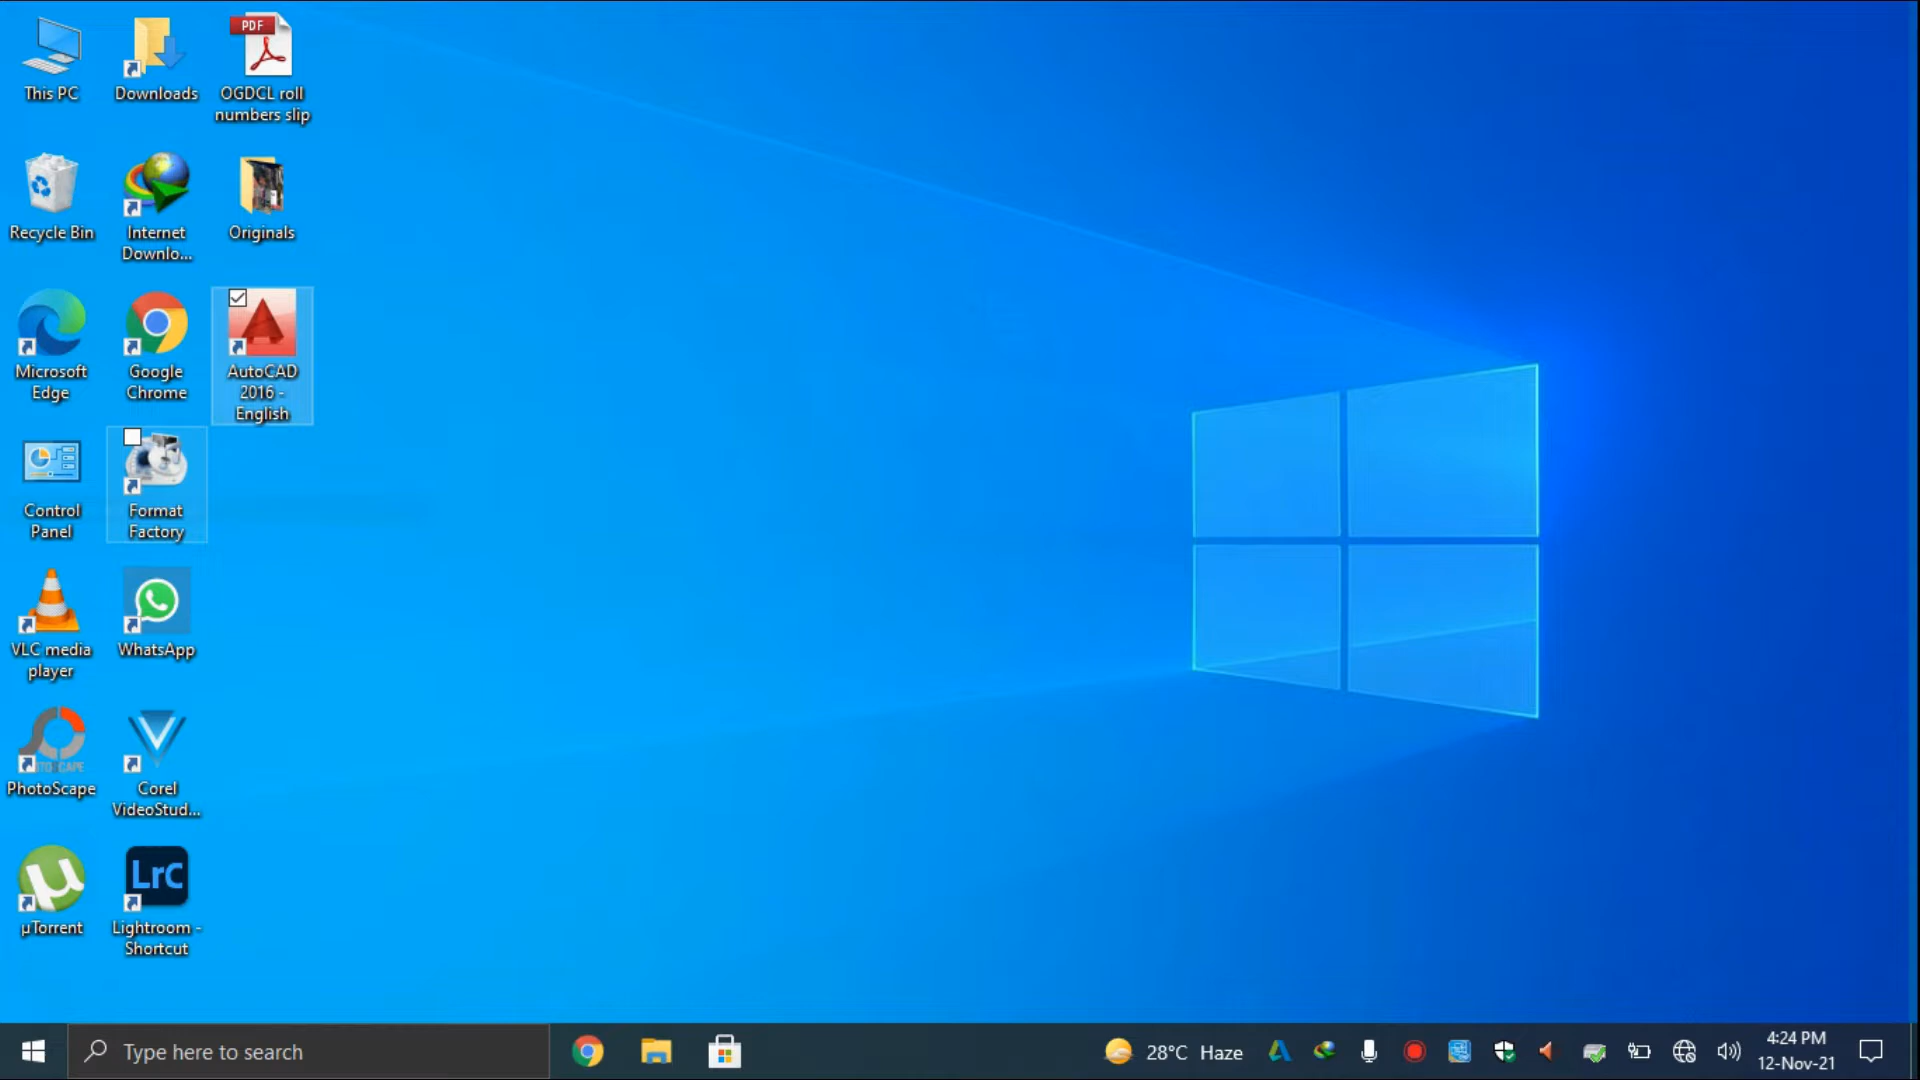 This PC
Downloads
PDF
OGDCL roll
numbers slip
Recycle Bin
Internet
Downlo...
Originals
Microsoft
Edge
Google
Chrome
AutoCAD
2016 -
English
Control
Panel
Format
Factory
VLC media
player
WhatsApp
PhotoScape
Corel
VideoStud...
µTorrent
LrC
Lightroom -
Shortcut
Type here to search
28°C Haze
4:24 PM
12-Nov-21